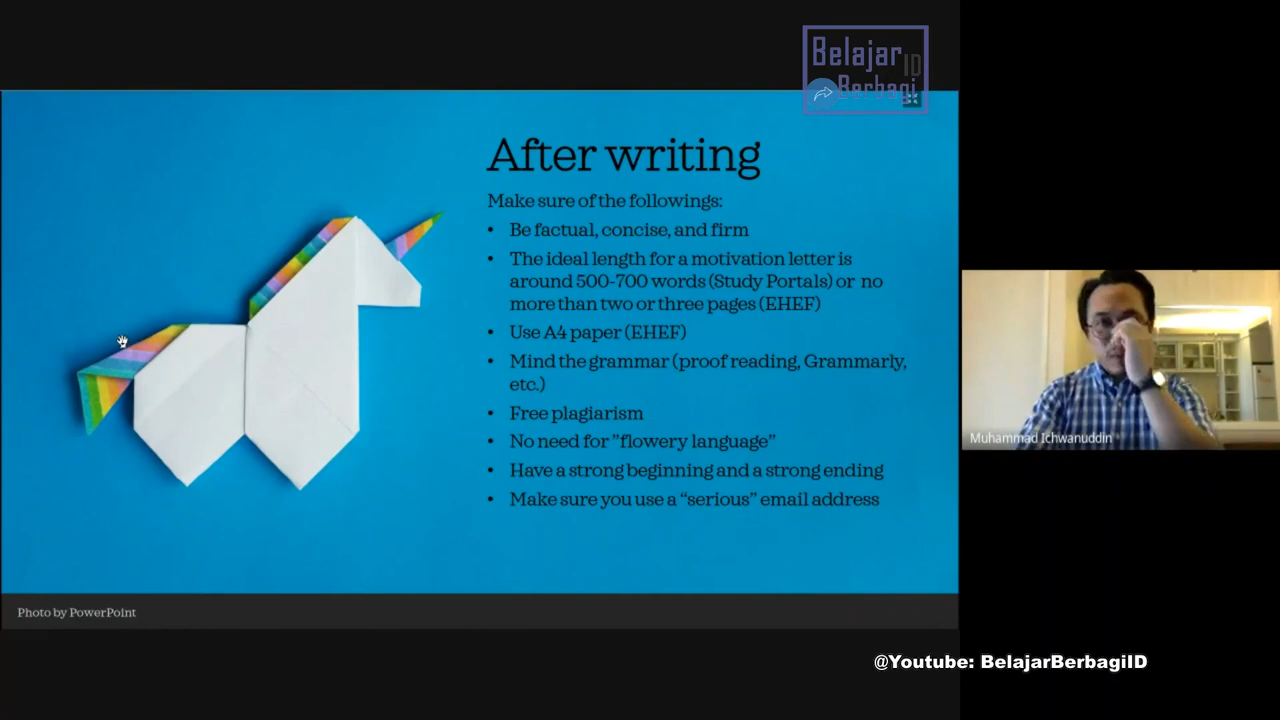 Belajar
ID
Berbagi
After writing
Make sure of the followings:
• Be factual, concise, and firm
• The ideal length for a motivation letter is
around 500-700 words (Study Portals) or no
more than two or three pages (EHEF)
• Use A4 paper (EHEF)
• Mind the grammar (proof reading, Grammarly,
etc.)
• Free plagiarism
• No need for ”flowery language”
• Have a strong beginning and a strong ending
• Make sure you use a “serious” email address
Muhammad Ichwanuddin
Photo by PowerPoint
@Youtube: BelajarBerbagiID